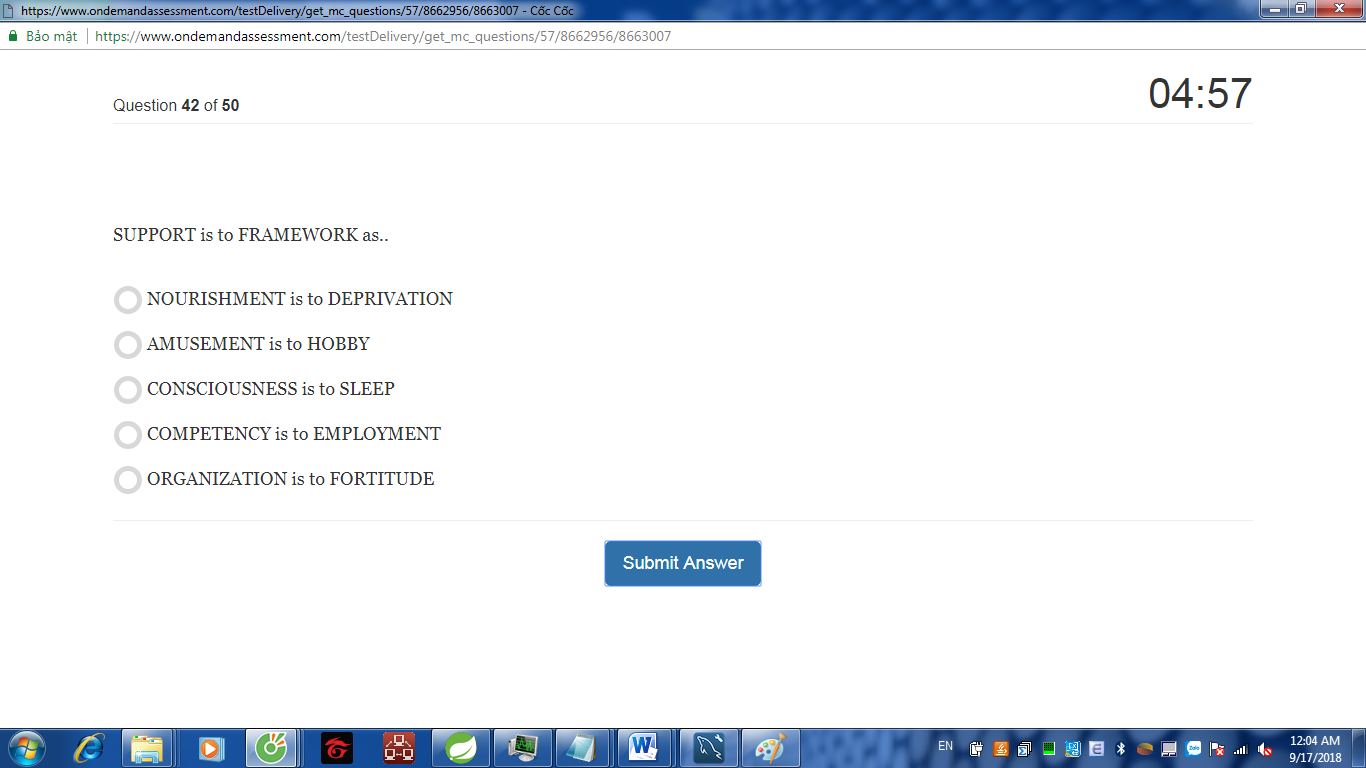 https://www.ondemandassessment.com/testDelivery/get_mc_questions/57/8662956/8663007 - Cốc Cốc
Bảo mật https://www.ondemandassessment.com/testDelivery/get_mc_questions/57/8662956/8663007
Question 42 of 50
04:57
SUPPORT is to FRAMEWORK as..
NOURISHMENT is to DEPRIVATION
AMUSEMENT is to HOBBY
CONSCIOUSNESS is to SLEEP
COMPETENCY is to EMPLOYMENT
ORGANIZATION is to FORTITUDE
Submit Answer
EN
12:04 AM
9/17/2018